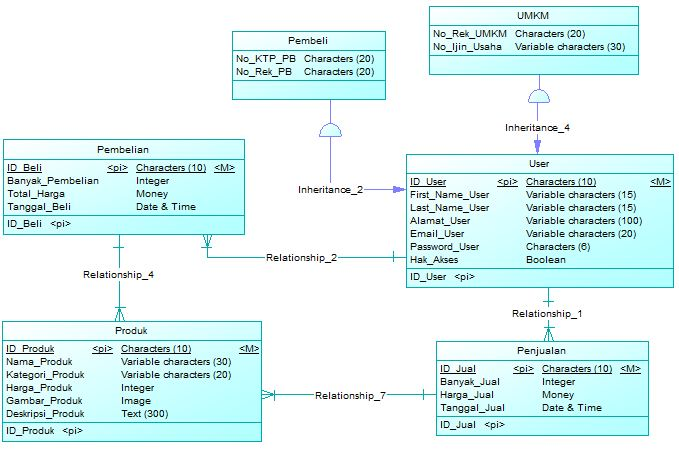 UMKM
No_Rek_UMKM Characters (20)
No_Ijin_Usaha Variable characters (30)
Pembeli
No_KTP_PB Characters (20)
No_Rek_PB Characters (20)
Inheritance_4
Inheritance_2
Pembelian
ID_Beli <pi> Characters (10) <M>
Banyak_Pembelian Integer
Total_Harga Money
Tanggal_Beli Date & Time
ID_Beli <pi>
User
ID_User <pi> Characters (10) <M>
First_Name_User Variable characters (15)
Last_Name_User Variable characters (15)
Alamat_User Variable characters (100)
Email_User Variable characters (20)
Password_User Characters (6)
Hak_Akses Boolean
ID_User <pi>
Relationship_2
Relationship_4
Relationship_1
Produk
ID_Produk <pi> Characters (10) <M>
Nama_Produk Variable characters (30)
Kategori_Produk Variable characters (20)
Harga_Produk Integer
Gambar_Produk Image
Deskripsi_Produk Text (300)
ID_Produk <pi>
Relationship_7
Penjualan
ID_Jual <pi> Characters (10) <M>
Banyak_Jual Integer
Harga_Jual Money
Tanggal_Jual Date & Time
ID_Jual <pi>